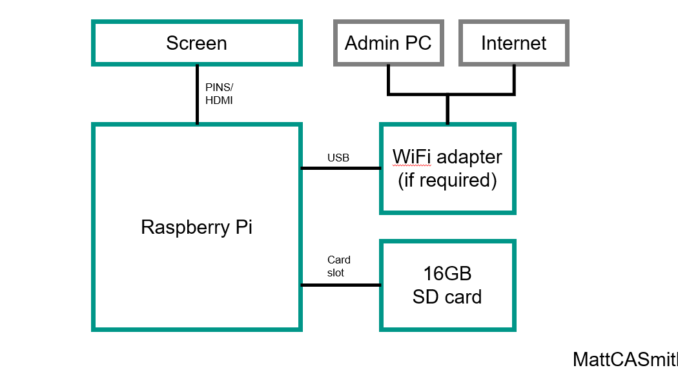 Screen
Admin PC
Internet
PINS/
HDMI
USB
WiFi adapter
(if required)
Raspberry Pi
Card
slot
16GB
SD card
MattCASmith